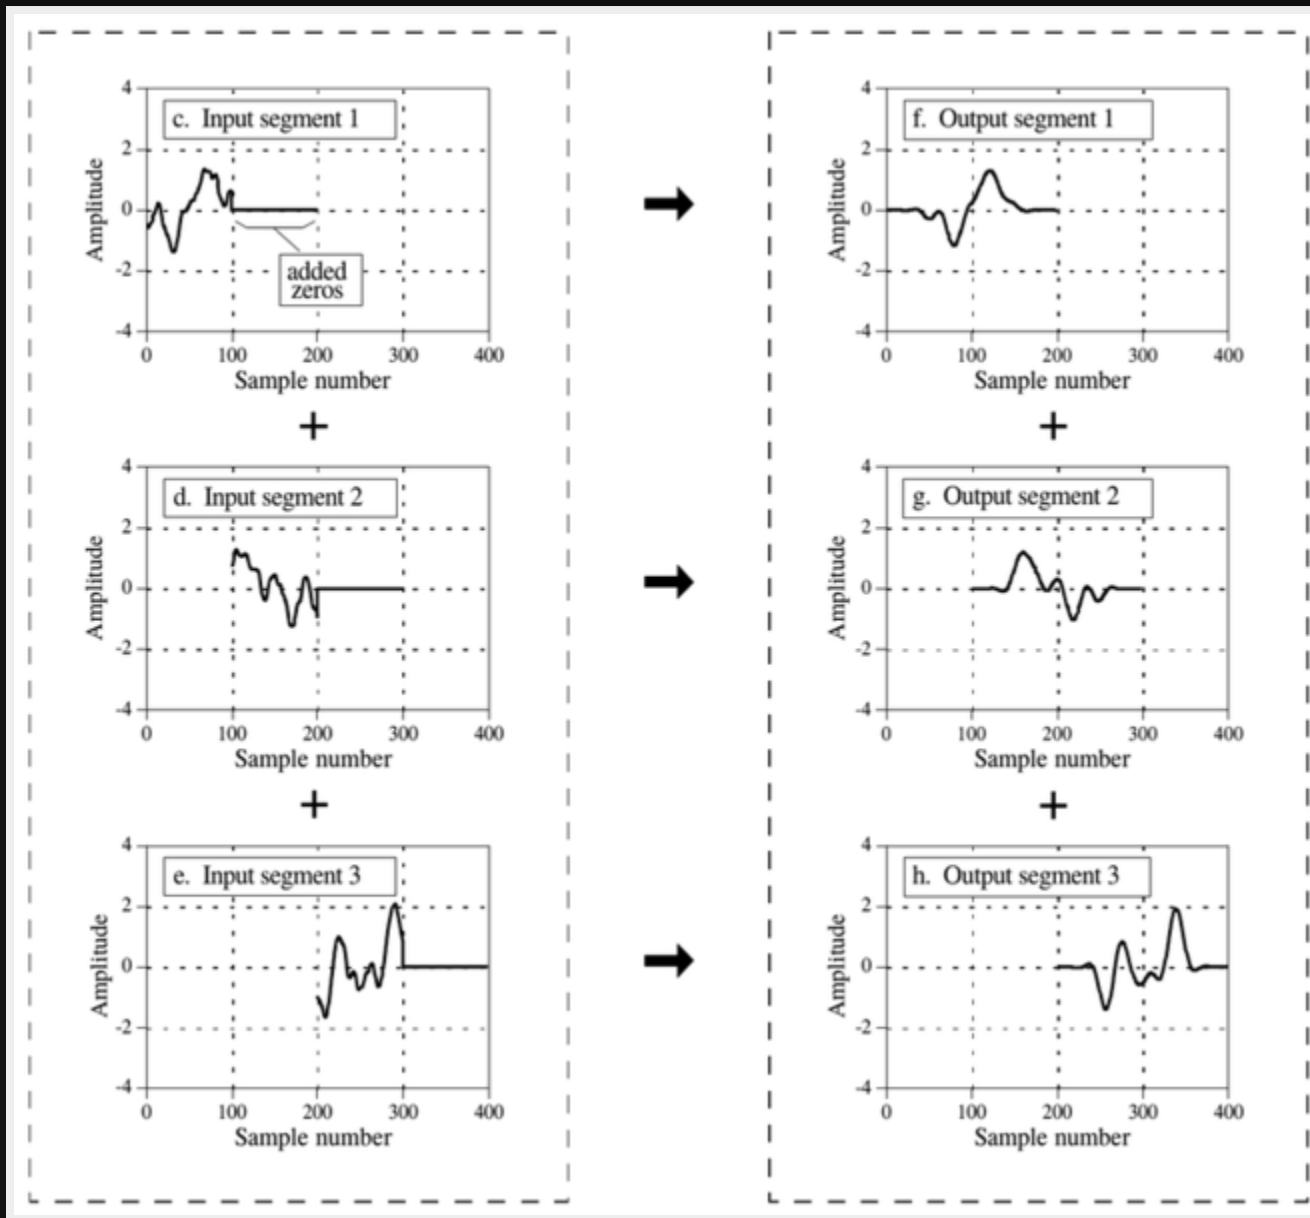 4
c. Input segment 1
2
Amplitude
0
added
zeros
-2
-4
0 100 200 300 400
Sample number
+
4
d. Input segment 2
2
Amplitude
0
-2
-4
0 100 200 300 400
Sample number
+
4
e. Input segment 3
2
Amplitude
0
-2
-4
0 100 200 300 400
Sample number
4
f. Output segment 1
2
Amplitude
0
-2
-4
0 100 200 300 400
Sample number
+
4
g. Output segment 2
2
Amplitude
0
-2
-4
0 100 200 300 400
Sample number
+
4
h. Output segment 3
2
Amplitude
0
-2
-4
0 100 200 300 400
Sample number